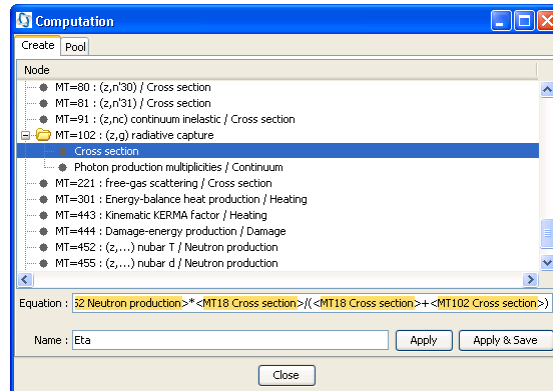 Computation
Create Pool
Node
MT=80 : (z,n'30) / Cross section
MT=81 : (z,n'31) / Cross section
MT=91 : (z,nc) continuum inelastic / Cross section
MT=102 : (z,g) radiative capture
Cross section
Photon production multiplicities / Continuum
MT=221 : free-gas scattering / Cross section
MT=301 : Energy-balance heat production / Heating
MT=443 : Kinematic KERMA factor / Heating
MT=444 : Damage-energy production / Damage
MT=452 : (z,...) nubar T / Neutron production
MT=455 : (z,...) nubar d / Neutron production
Equation : 52 Neutron production>*<MT18 Cross section>/(<MT18 Cross section>+<MT102 Cross section>)
Name : Eta Apply Apply & Save
Close